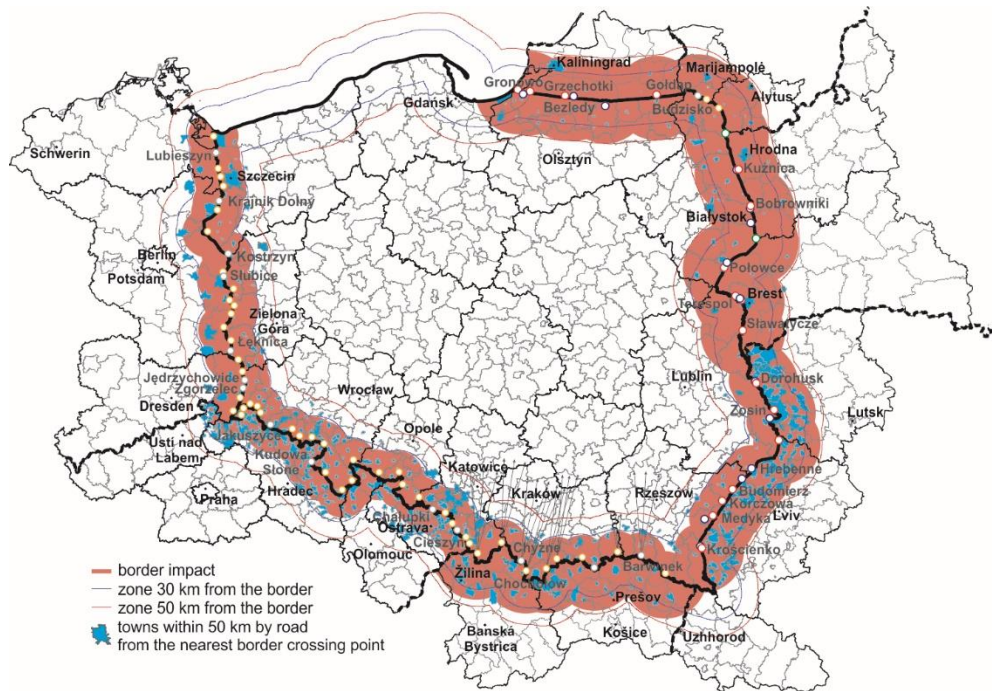 Kaliningrad
Marijampolė
Gronowo
Grzechotki
Gołdap
Alytus
Gdańsk
Bezledy
Budzisko
Schwerin
Lubieszyn
Olsztyn
Hrodna
Kuźnica
Szczecin
Krajnik Dolny
Bobrowniki
Białystok
Berlin
Kostrzyn
Połowce
Potsdam
Słubice
Brest
Terespol
Zielona
Góra
Sławatycze
Łęknica
Jędrzychowice
Zgorzelec
Wrocław
Lublin
Dorohusk
Dresden
Zosin
Lutsk
Jakuszyce
Opole
Usti nad
Labem
Kudowa
Słone
Katowice
Hrebenne
Praha
Hradec
Kraków
Rzeszów
Budomierz
Korczowa
Chałupki
Medyka
Lviv
Ostrava
Cieszyn
Olomouc
Chyżne
Krościenko
Barwinek
Žilina
Chochołów
Prešov
Banská
Bystrica
Košice
Uzhhorod
border impact
zone 30 km from the border
zone 50 km from the border
towns within 50 km by road
from the nearest border crossing point